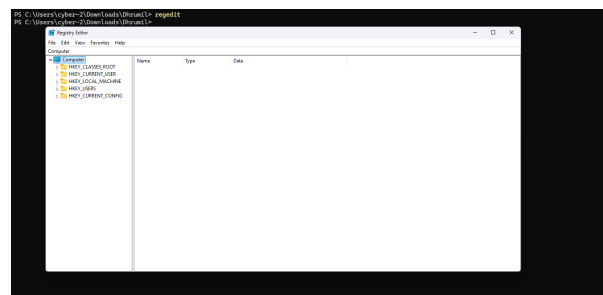 PS C:\Users\cyber-2\Downloads\Dhrumil> regedit
PS C:\Users\cyber-2\Downloads\Dhrumil>
Registry Editor
File Edit View Favorites Help
Computer
Computer
HKEY_CLASSES_ROOT
HKEY_CURRENT_USER
HKEY_LOCAL_MACHINE
HKEY_USERS
HKEY_CURRENT_CONFIG
Name Type Data